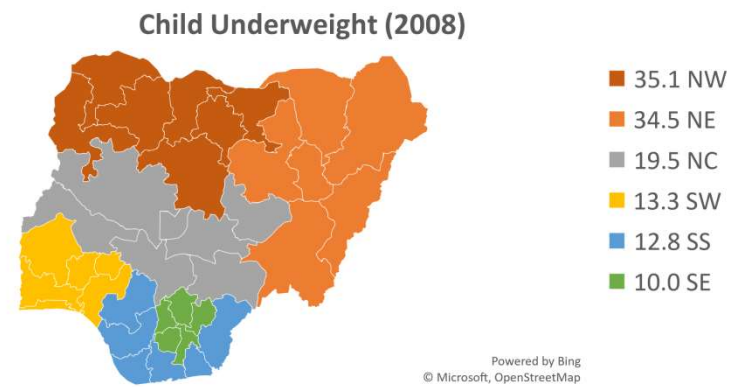 Child Underweight (2008)
35.1 NW
34.5 NE
19.5 NC
13.3 SW
12.8 SS
10.0 SE
Powered by Bing
© Microsoft, OpenStreetMap